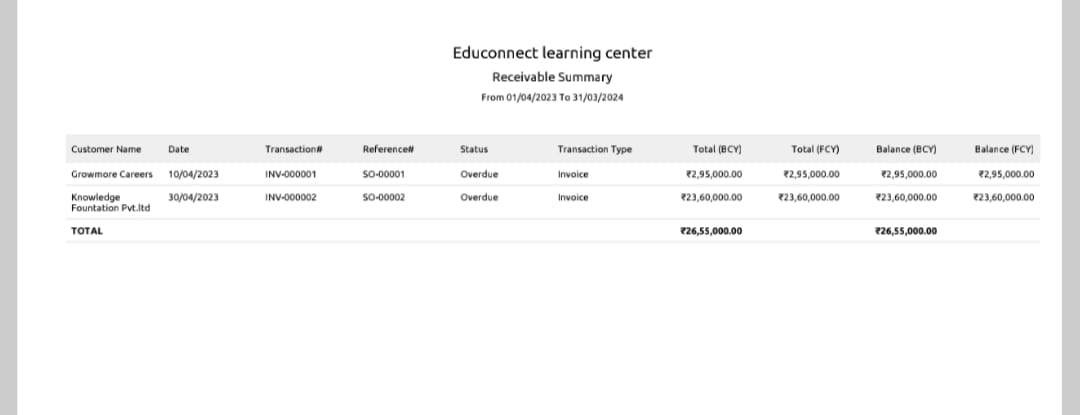 Educonnect learning center
Receivable Summary
From 01/04/2023 To 31/03/2024
Customer Name Date Transaction# Reference# Status Transaction Type Total (BCY) Total (FCY) Balance (BCY) Balance (FCY)
Growmore Careers 10/04/2023 INV-000001 SO-00001 Overdue Invoice ₹2,95,000.00 ₹2,95,000.00 ₹2,95,000.00 ₹2,95,000.00
Knowledge 30/04/2023 INV-000002 SO-00002 Overdue Invoice ₹23,60,000.00 ₹23,60,000.00 ₹23,60,000.00 ₹23,60,000.00
Fountation Pvt.ltd
TOTAL ₹26,55,000.00 ₹26,55,000.00